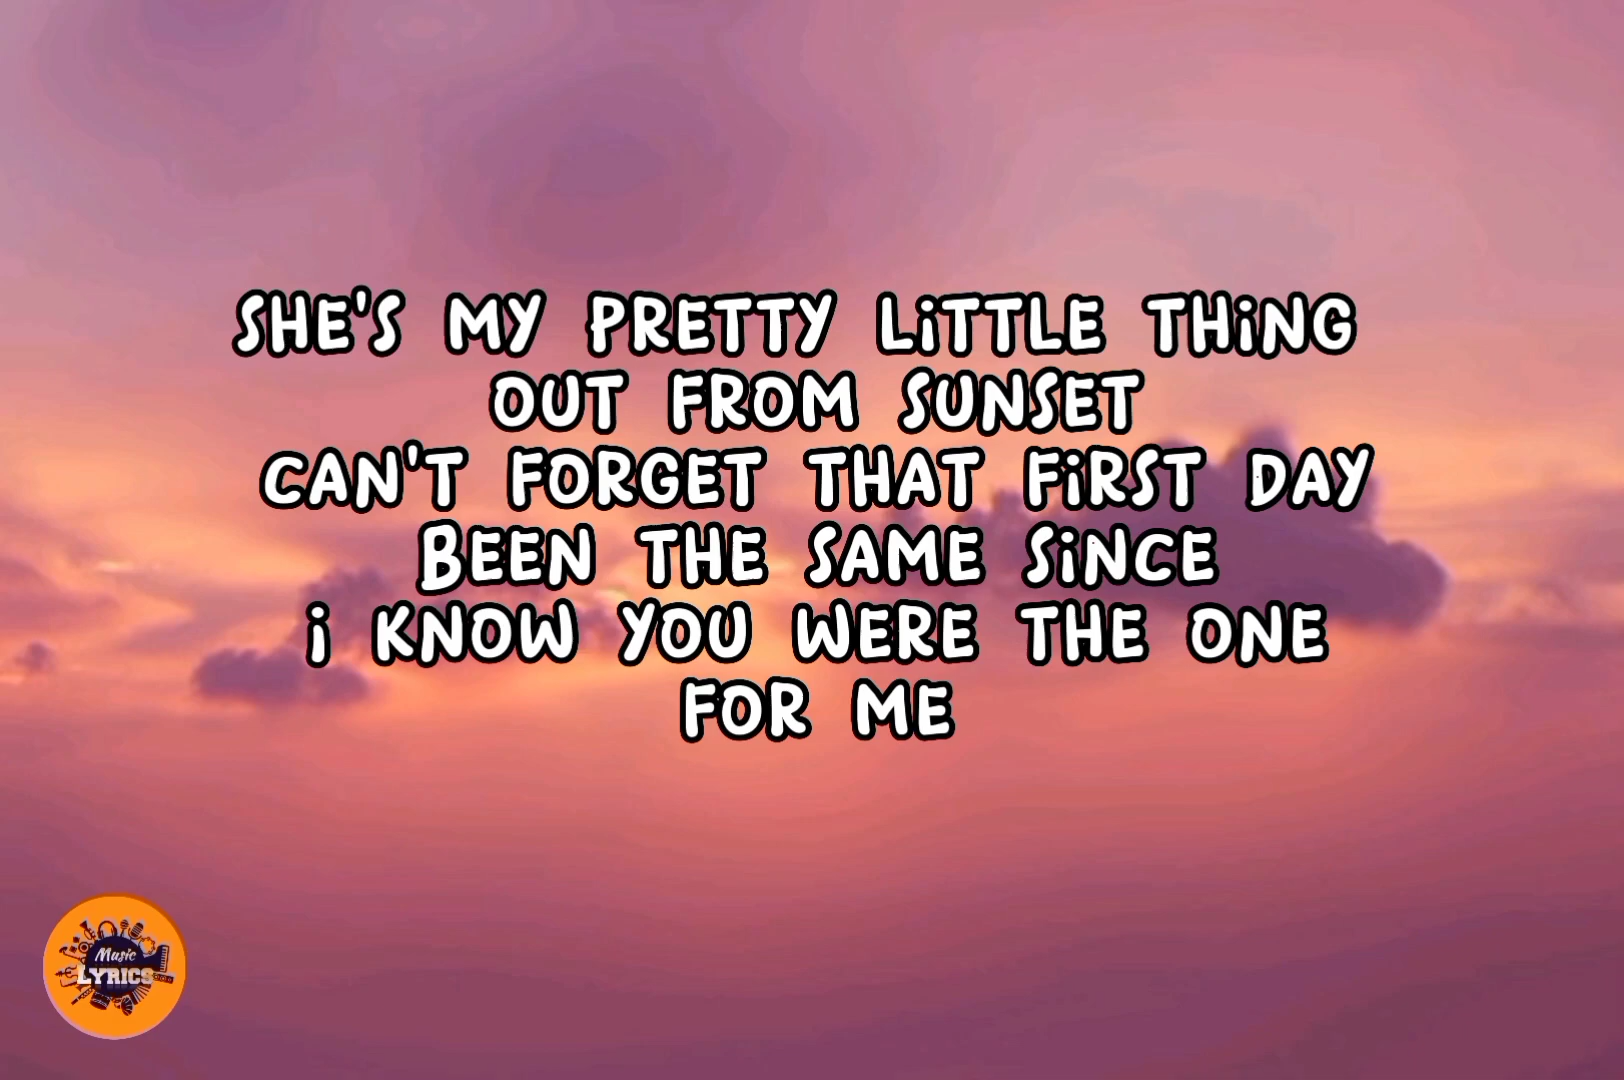 SHE'S MY PRETTY LiTTLE THiNG
OUT FROM SUNSET
CAN'T FORGET THAT FiRST DAY
BEEN THE SAME SiNCE
i KNOW YOU WERE THE ONE
FOR ME
Music
LYRICS